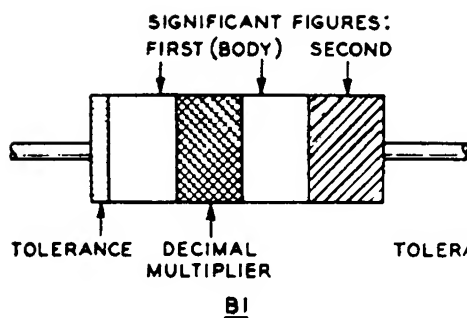 SIGNIFICANT FIGURES:
FIRST (BODY) SECOND
TOLERANCE DECIMAL
MULTIPLIER
B1